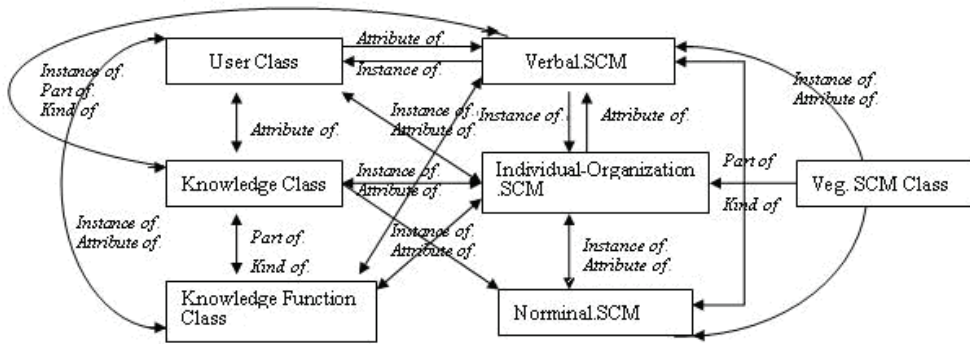 Attribute of.
User Class
Verbal.SCM
Instance of.
Instance of.
Part of.
Kind of
Instance of.
Attribute of.
Attribute of.
Instance of.
Attribute of.
Instance of.
Attribute of.
Knowledge Class
Instance of.
Attribute of.
Individual-Organization
.SCM
Part of
Kind of
Veg. SCM Class
Instance of.
Attribute of.
Part of.
Kind of.
Instance of.
Attribute of.
Instance of.
Attribute of.
Knowledge Function
Class
Norminal.SCM